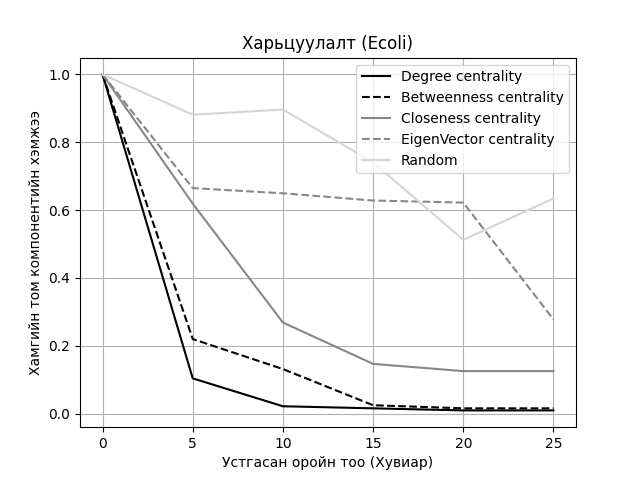 Харьцуулалт (Ecoli)
Хамгийн том компонентийн хэмжээ
1.0
0.8
0.6
0.4
0.2
0.0
Degree centrality
Betweenness centrality
Closeness centrality
EigenVector centrality
Random
0
5
10
15
20
25
Устгасан оройн тоо (Хувиар)